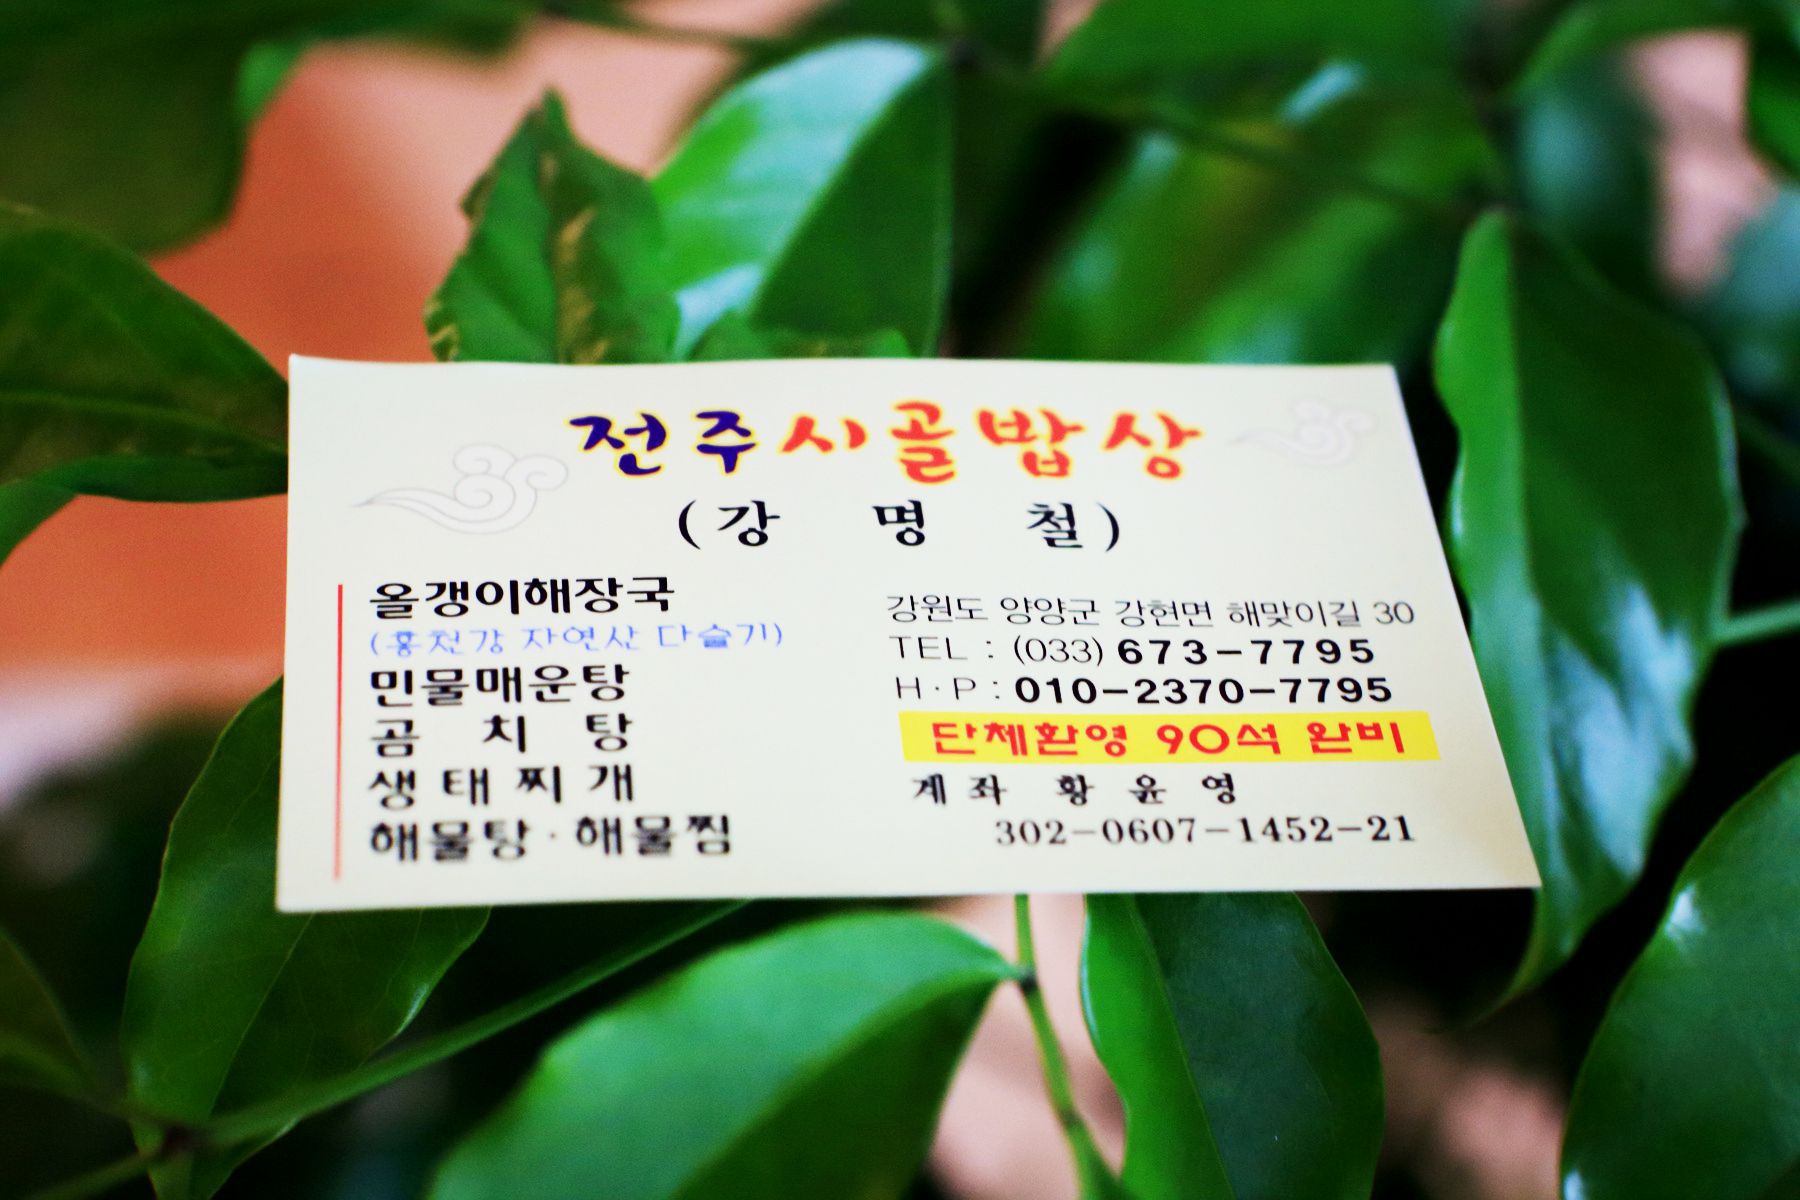 전주시골밥상
(강 명 철)
올갱이해장국
(홍천강 자연산 다슬기)
민물매운탕
곰 치 탕
생 태 찌 개
해물탕·해물찜
강원도 양양군 강현면 해맞이길 30
TEL : (033) 673-7795
H·P : 010-2370-7795
단체환영 90석 완비
계 좌 황 윤 영
302-0607-1452-21